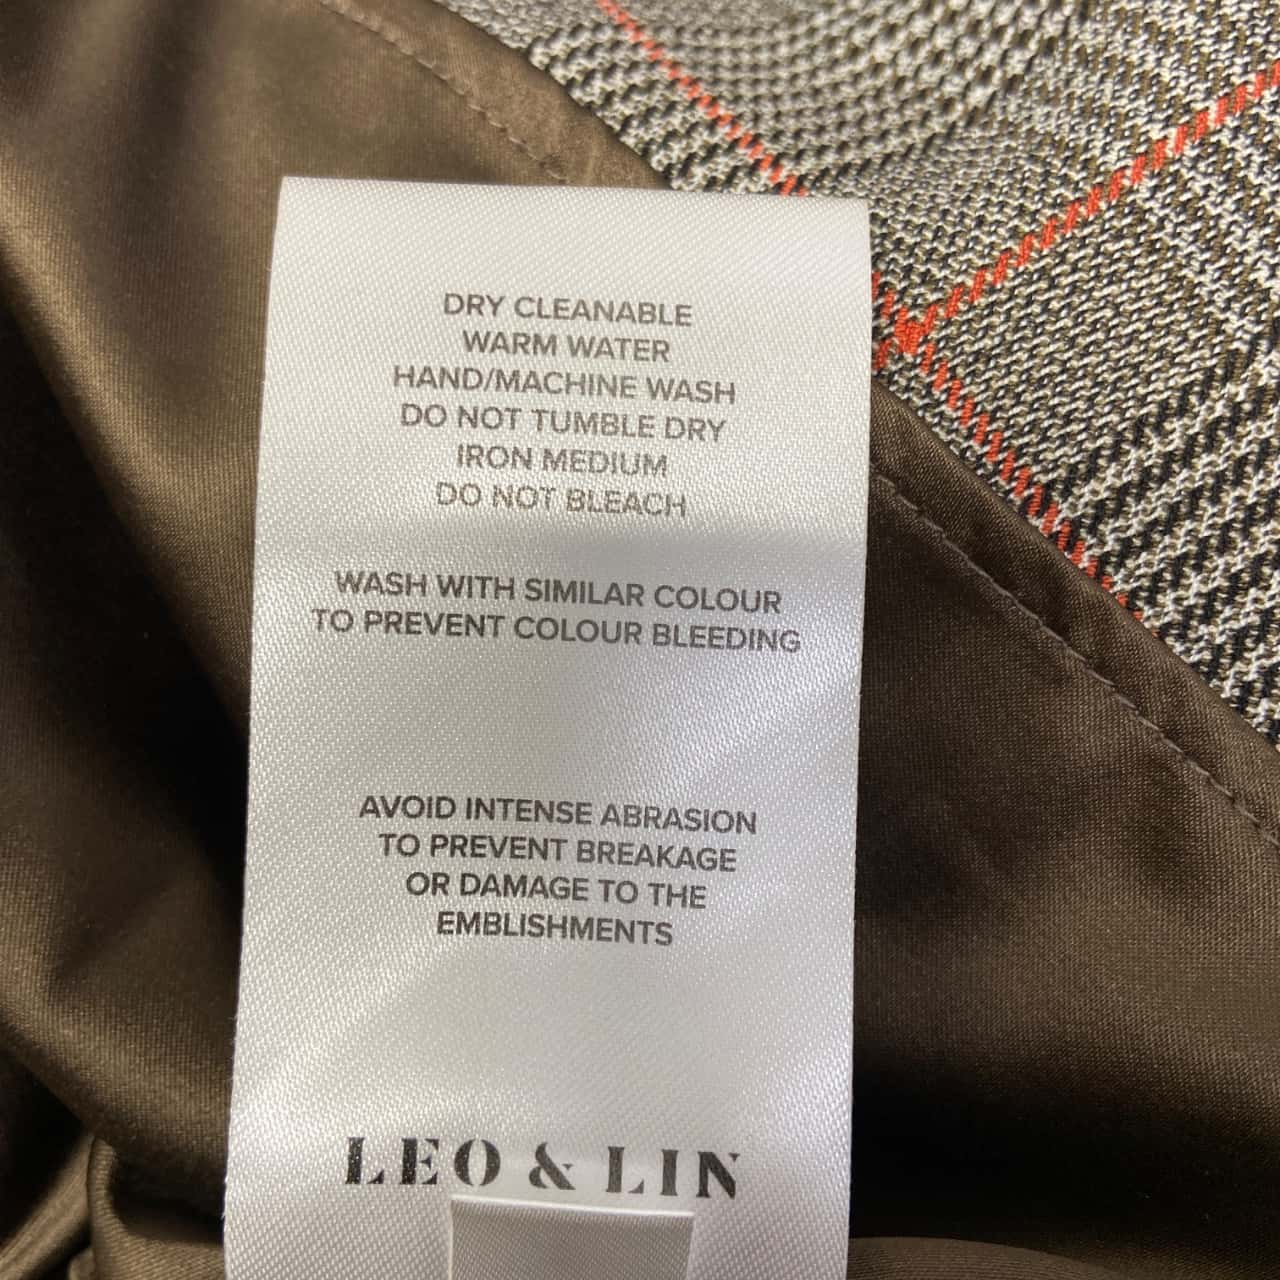 DRY CLEANABLE
WARM WATER
HAND/MACHINE WASH
DO NOT TUMBLE DRY
IRON MEDIUM
DO NOT BLEACH
WASH WITH SIMILAR COLOUR
TO PREVENT COLOUR BLEEDING
AVOID INTENSE ABRASION
TO PREVENT BREAKAGE
OR DAMAGE TO THE
EMBLISHMENTS
LEO & LIN